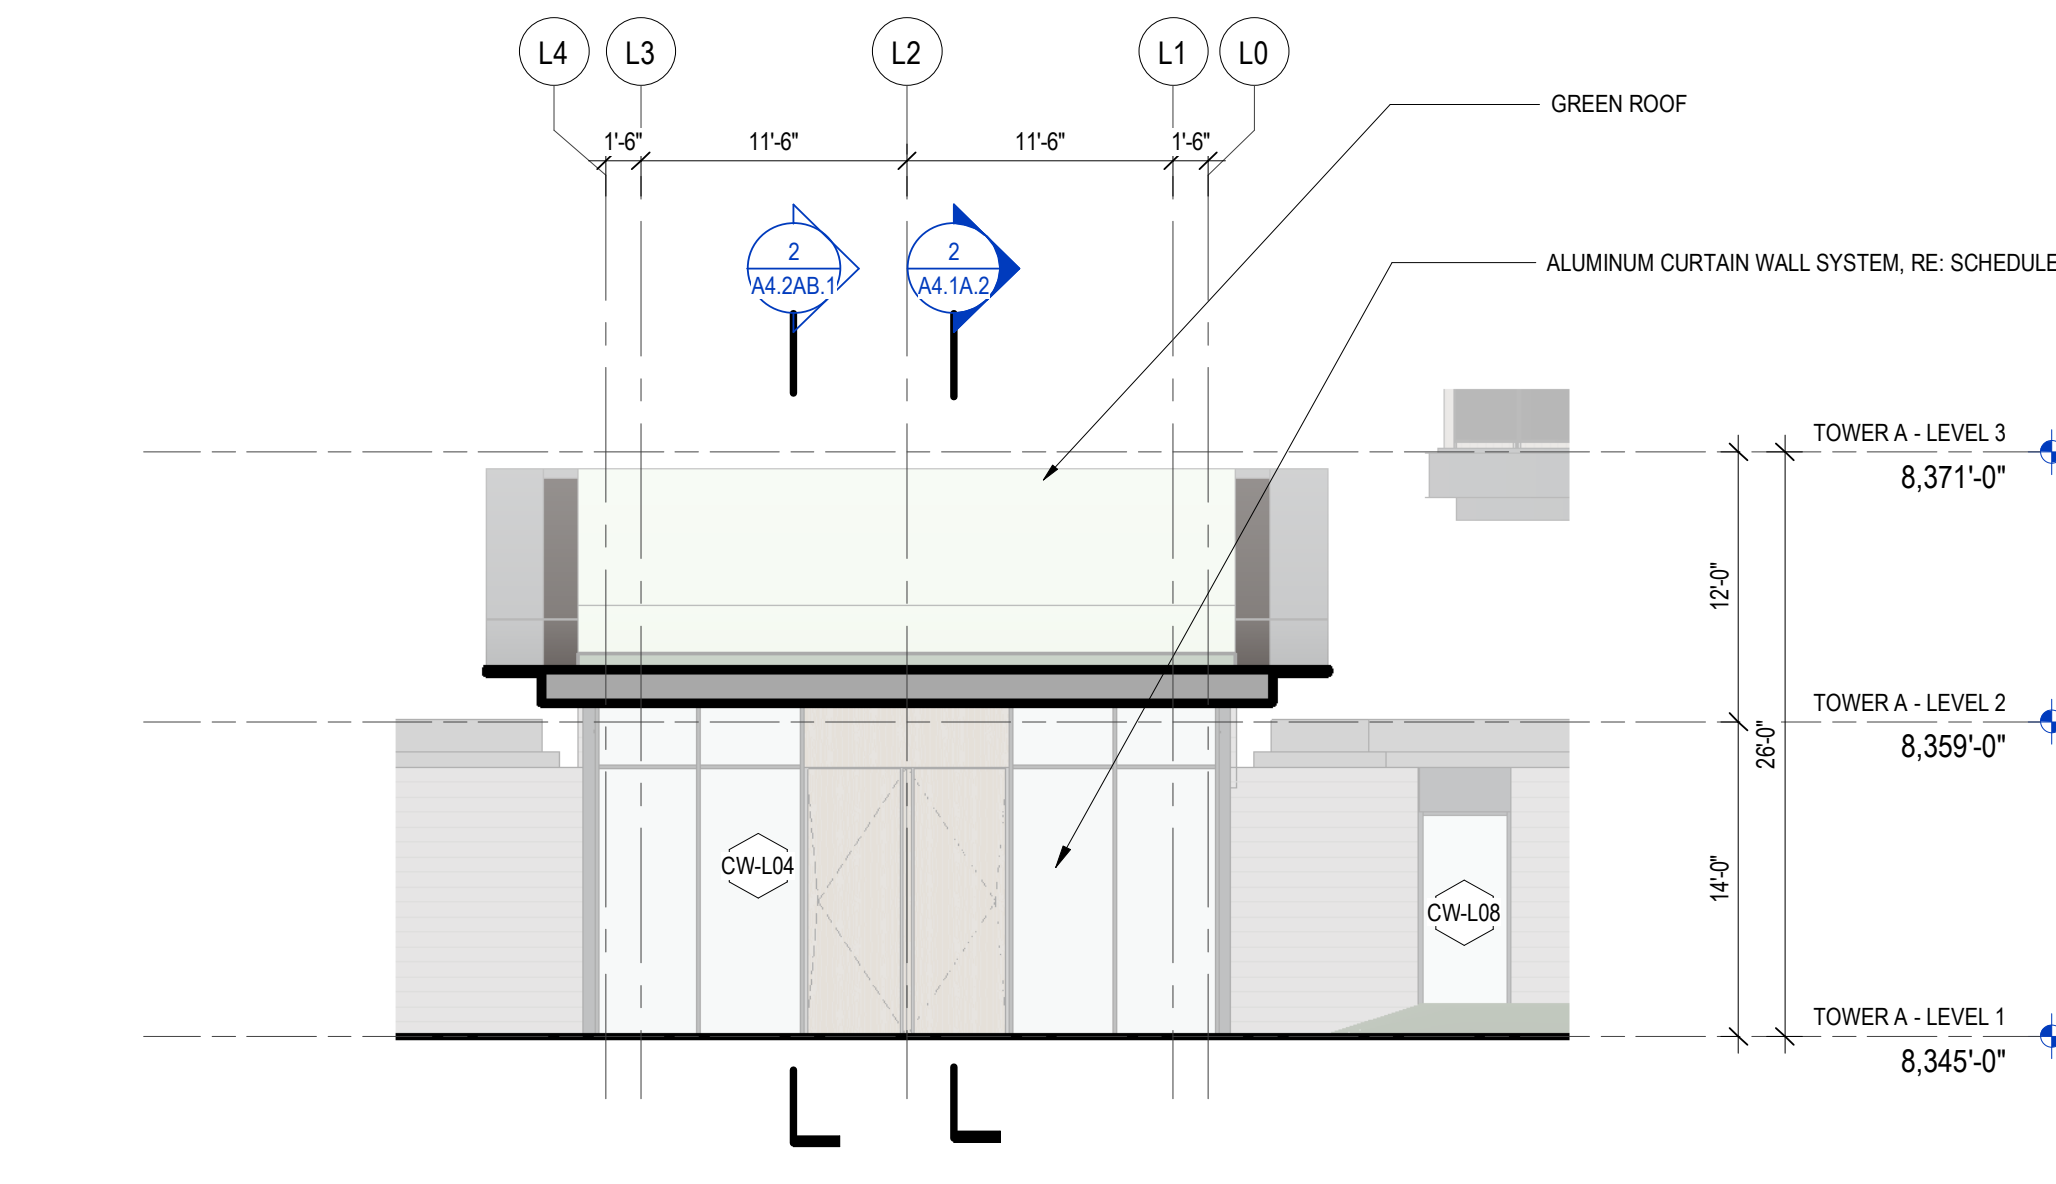 L4 L3 L2 L1 L0
1'-6" 11'-6" 11'-6" 1'-6"
GREEN ROOF
2
A4.2AB.1
2
A4.1A.2
ALUMINUM CURTAIN WALL SYSTEM, RE: SCHEDULE
TOWER A - LEVEL 3
8,371'-0"
12'-0"
TOWER A - LEVEL 2
8,359'-0"
26'-0"
14'-0"
CW-L04
CW-L08
TOWER A - LEVEL 1
8,345'-0"